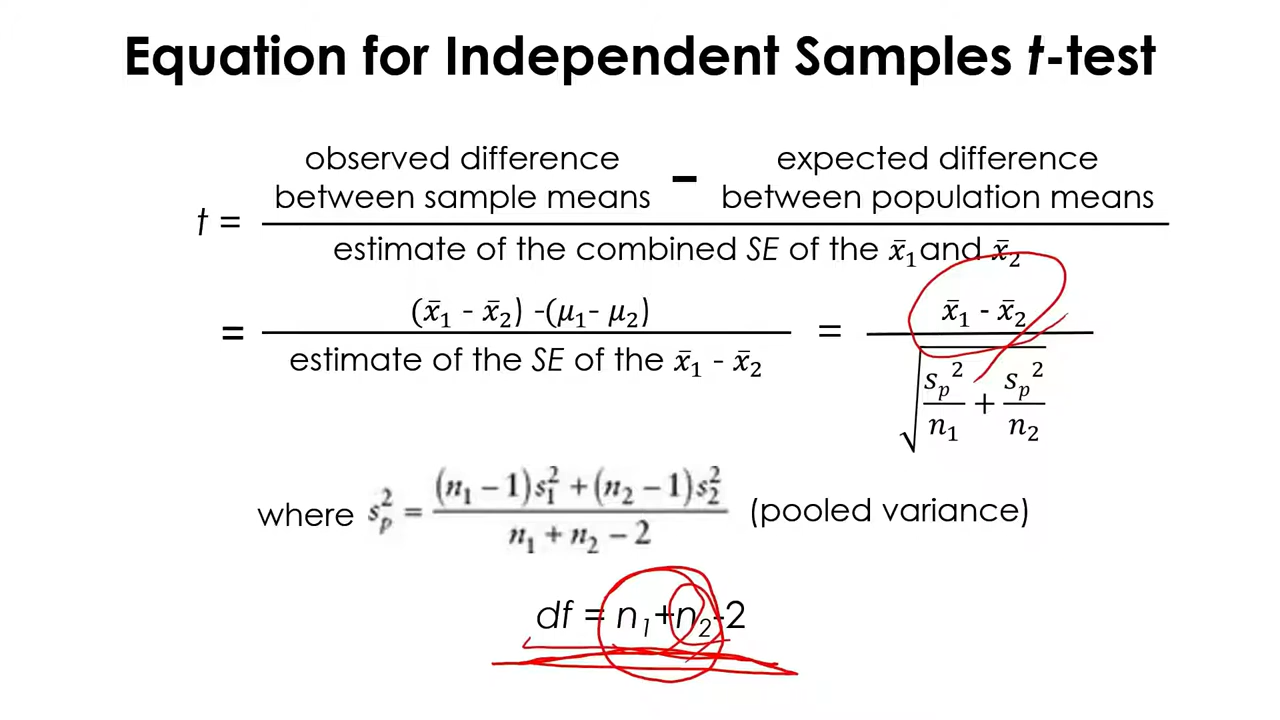 Equation for Independent Samples t-test
observed difference between sample means − expected difference between population means
t =
estimate of the combined SE of the x̄₁ and x̄₂
= (x̄₁ - x̄₂) -(μ₁- μ₂) / estimate of the SE of the x̄₁ - x̄₂ = x̄₁ - x̄₂ / √(sₚ²/n₁ + sₚ²/n₂)
where sₚ² = (n₁ − 1)s₁² + (n₂ − 1)s₂² / n₁ + n₂ − 2 (pooled variance)
df = n₁+n₂-2